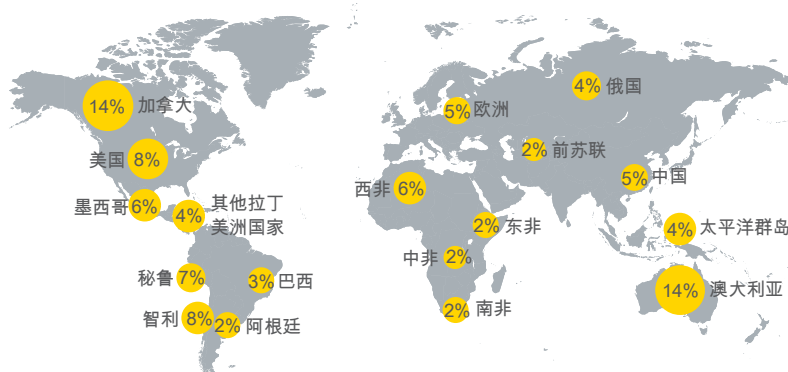 14% 加拿大
美国 8%
墨西哥 6%
4% 其他拉丁
美洲国家
秘鲁 7%
3% 巴西
智利 8%
2% 阿根廷
4% 俄国
5% 欧洲
2% 前苏联
5% 中国
西非 6%
2% 东非
4% 太平洋群岛
中非 2%
14% 澳大利亚
2% 南非